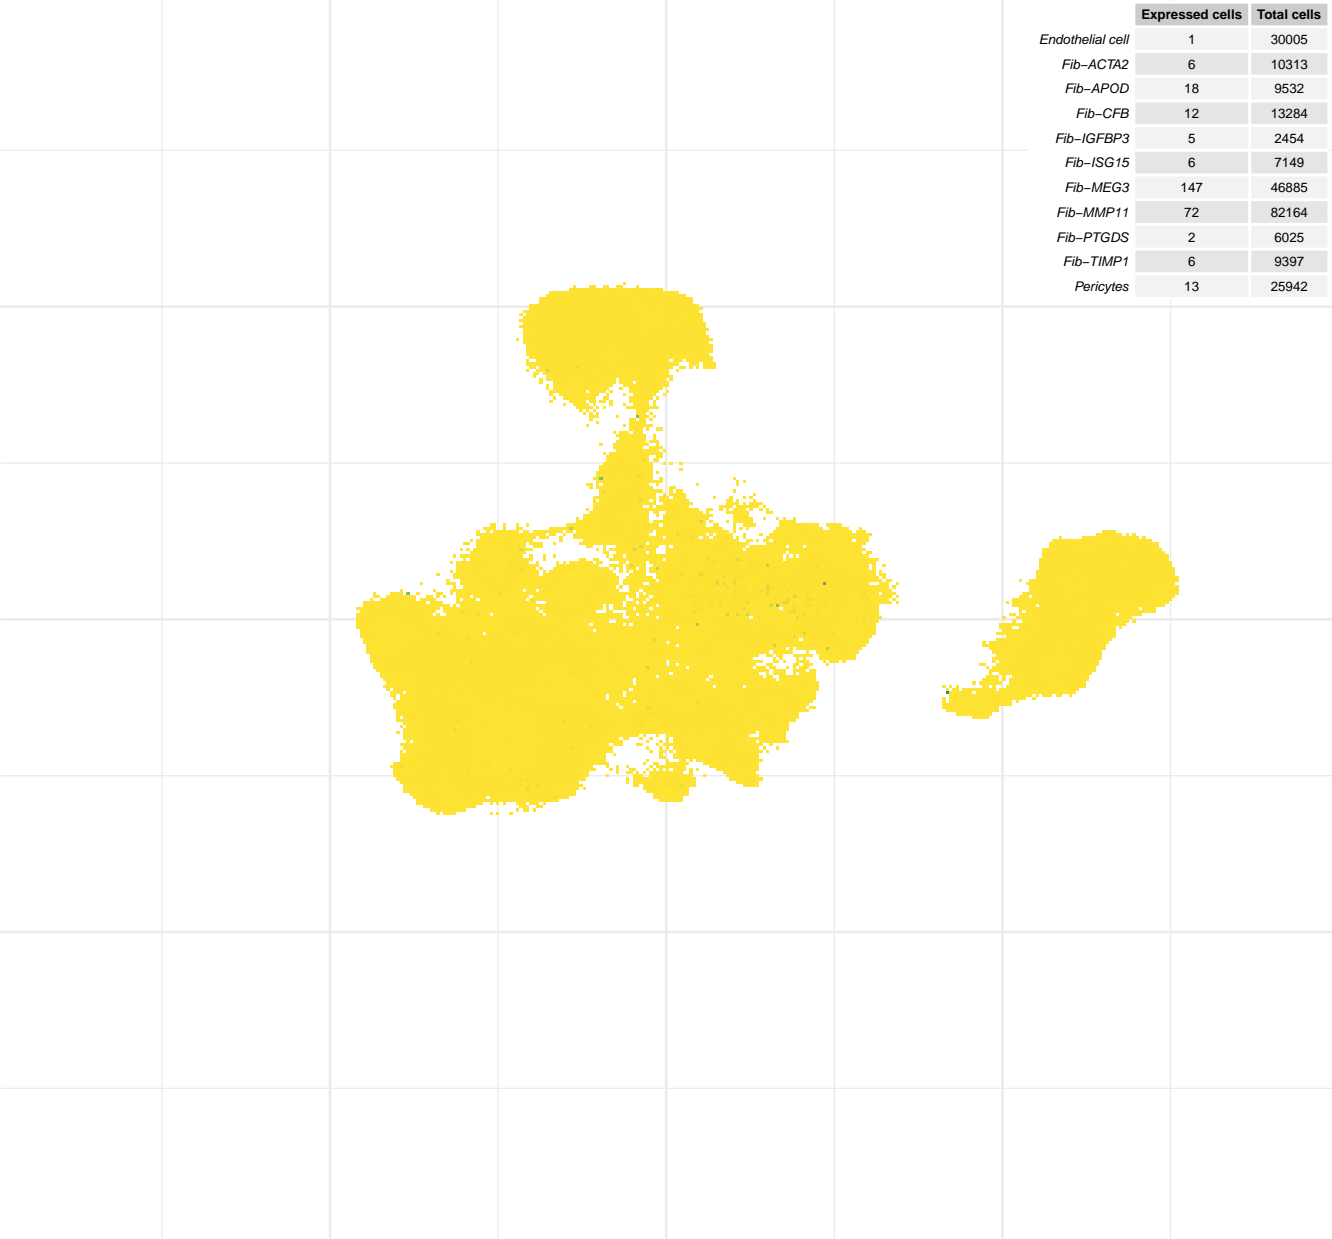 Expressed cells Total cells
Endothelial cell 1 30005
Fib−ACTA2 6 10313
Fib−APOD 18 9532
Fib−CFB 12 13284
Fib−IGFBP3 5 2454
Fib−ISG15 6 7149
Fib−MEG3 147 46885
Fib−MMP11 72 82164
Fib−PTGDS 2 6025
Fib−TIMP1 6 9397
Pericytes 13 25942